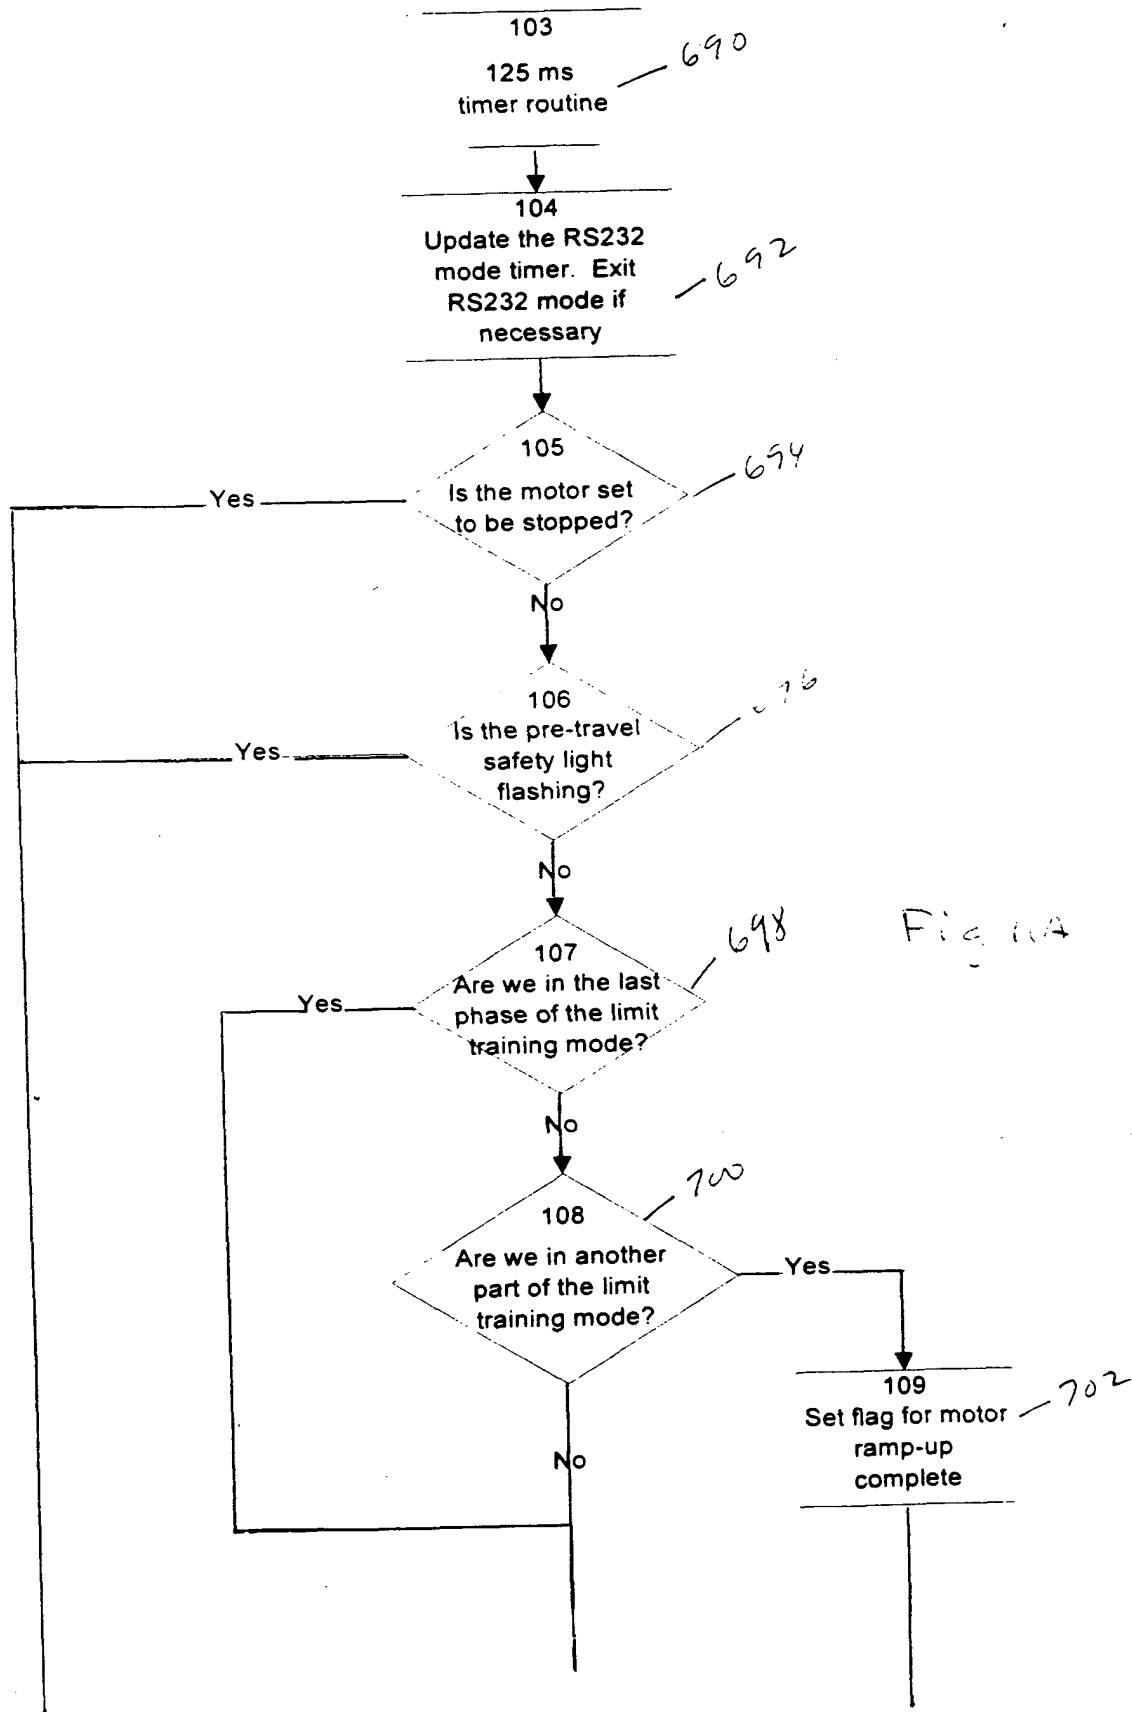 103
690
125 ms
timer routine
104
Update the RS232
mode timer. Exit
RS232 mode if
necessary
692
105
694
Is the motor set
to be stopped?
Yes
No
106
Is the pre-travel
safety light
flashing?
Yes
No
698
107
Are we in the last
phase of the limit
training mode?
Yes
Fig
No
700
108
Are we in another
part of the limit
training mode?
Yes
109
Set flag for motor
ramp-up
complete
702
No